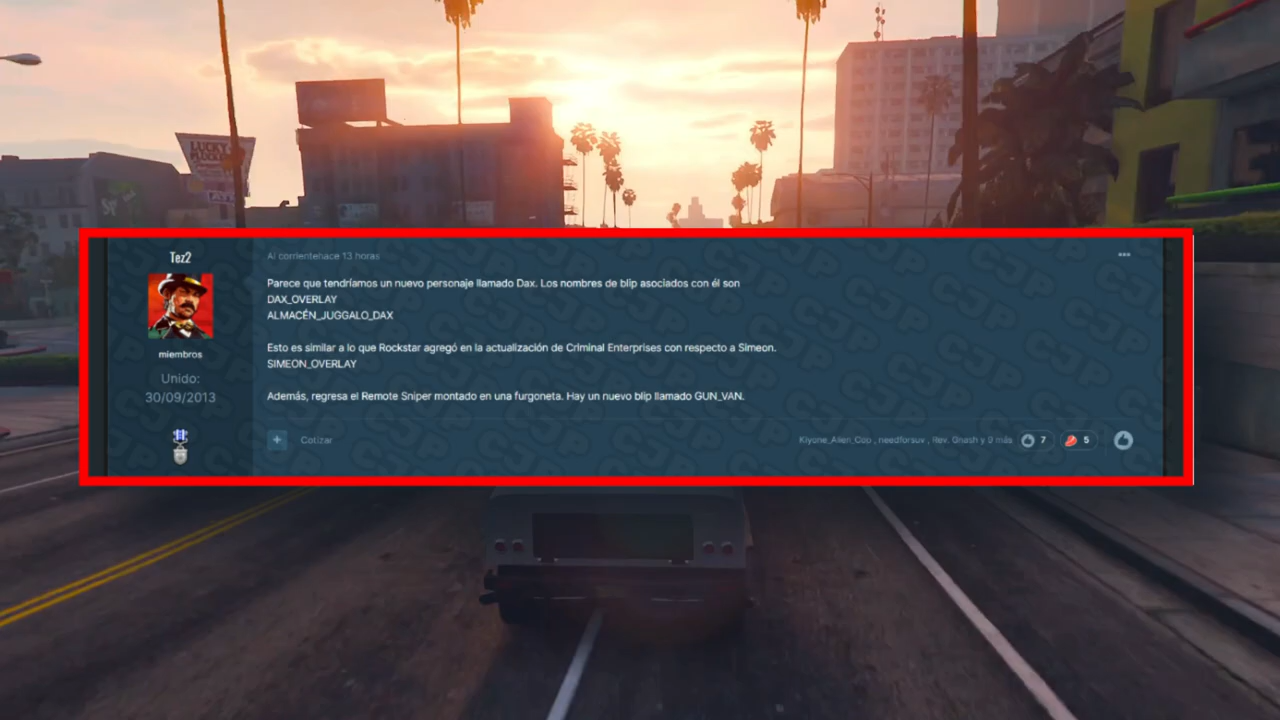 LUCKY
PLUCKER
Tez2
Al corrientehace 13 horas
miembros
Unido:
30/09/2013
Parece que tendríamos un nuevo personaje llamado Dax. Los nombres de blip asociados con él son
DAX_OVERLAY
ALMACÉN_JUGGALO_DAX
Esto es similar a lo que Rockstar agregó en la actualización de Criminal Enterprises con respecto a Simeon.
SIMEON_OVERLAY
Además, regresa el Remote Sniper montado en una furgoneta. Hay un nuevo blip llamado GUN_VAN.
+ Cotizar
Kiyone_Alien_Cop , needforsuv , Rev. Gnash y 9 más 7 5
CJP